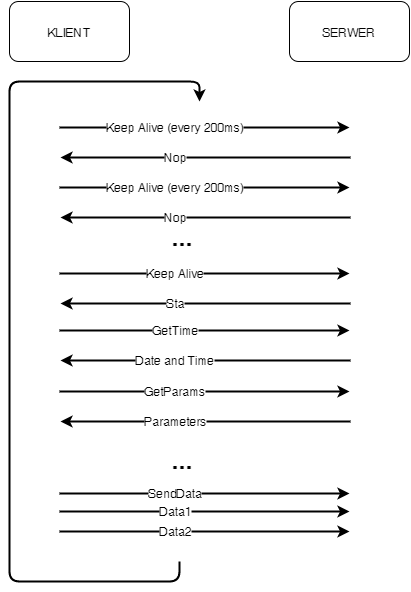 KLIENT
SERWER
Keep Alive (every 200ms)
Nop
Keep Alive (every 200ms)
Nop
...
Keep Alive
Sta
GetTime
Date and Time
GetParams
Parameters
...
SendData
Data1
Data2